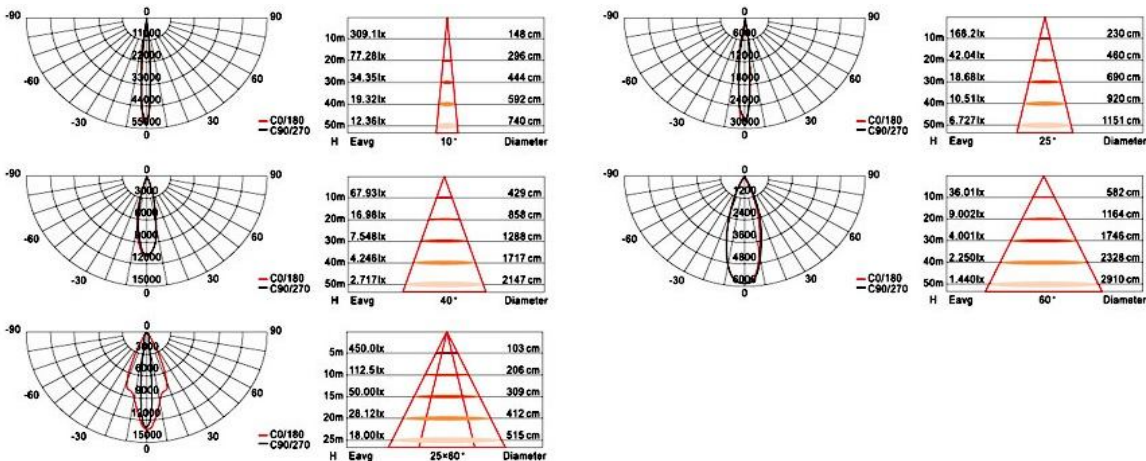 -90 0 90
11000
22000
33000
44000
55000
-60 60
-30 0 30
C0/180
C90/270
10m 309.1lx 148 cm
20m 77.28lx 296 cm
30m 34.35lx 444 cm
40m 19.32lx 592 cm
50m 12.36lx 740 cm
H Eavg 10° Diameter
-90 0 90
6000
12000
18000
24000
30000
-60 60
-30 0 30
C0/180
C90/270
10m 168.2lx 230 cm
20m 42.04lx 460 cm
30m 18.68lx 690 cm
40m 10.51lx 920 cm
50m 6.727lx 1151 cm
H Eavg 25° Diameter
-90 0 90
3000
6000
9000
12000
15000
-60 60
-30 0 30
C0/180
C90/270
10m 67.93lx 429 cm
20m 16.98lx 858 cm
30m 7.548lx 1288 cm
40m 4.246lx 1717 cm
50m 2.717lx 2147 cm
H Eavg 40° Diameter
-90 0 90
1200
2400
3600
4800
6000
-60 60
-30 0 30
C0/180
C90/270
10m 36.01lx 582 cm
20m 9.002lx 1164 cm
30m 4.001lx 1746 cm
40m 2.250lx 2328 cm
50m 1.440lx 2910 cm
H Eavg 60° Diameter
-90 0 90
3000
6000
9000
12000
15000
-60 60
-30 0 30
C0/180
C90/270
5m 450.0lx 103 cm
10m 112.5lx 206 cm
15m 50.00lx 309 cm
20m 28.12lx 412 cm
25m 18.00lx 515 cm
H Eavg 25×60° Diameter